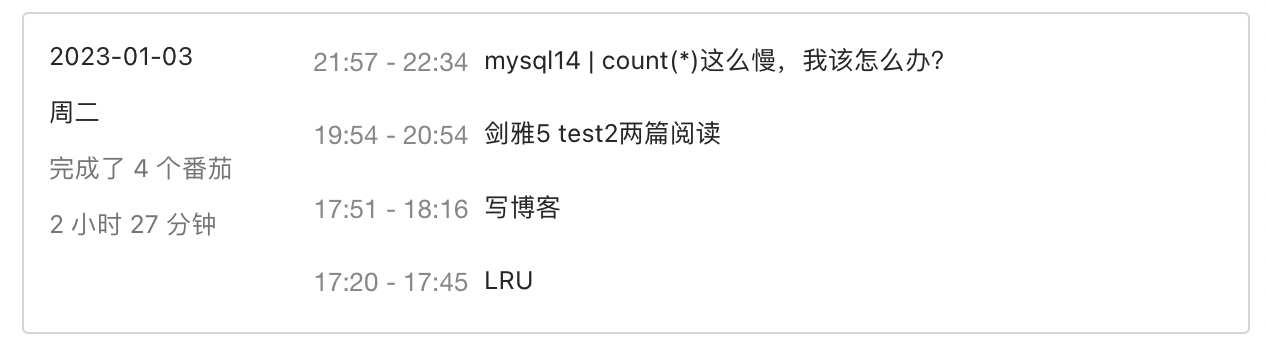 2023-01-03
周二
完成了 4 个番茄
2 小时 27 分钟
21:57 - 22:34 mysql14 | count(*)这么慢，我该怎么办?
19:54 - 20:54 剑雅5 test2两篇阅读
17:51 - 18:16 写博客
17:20 - 17:45 LRU